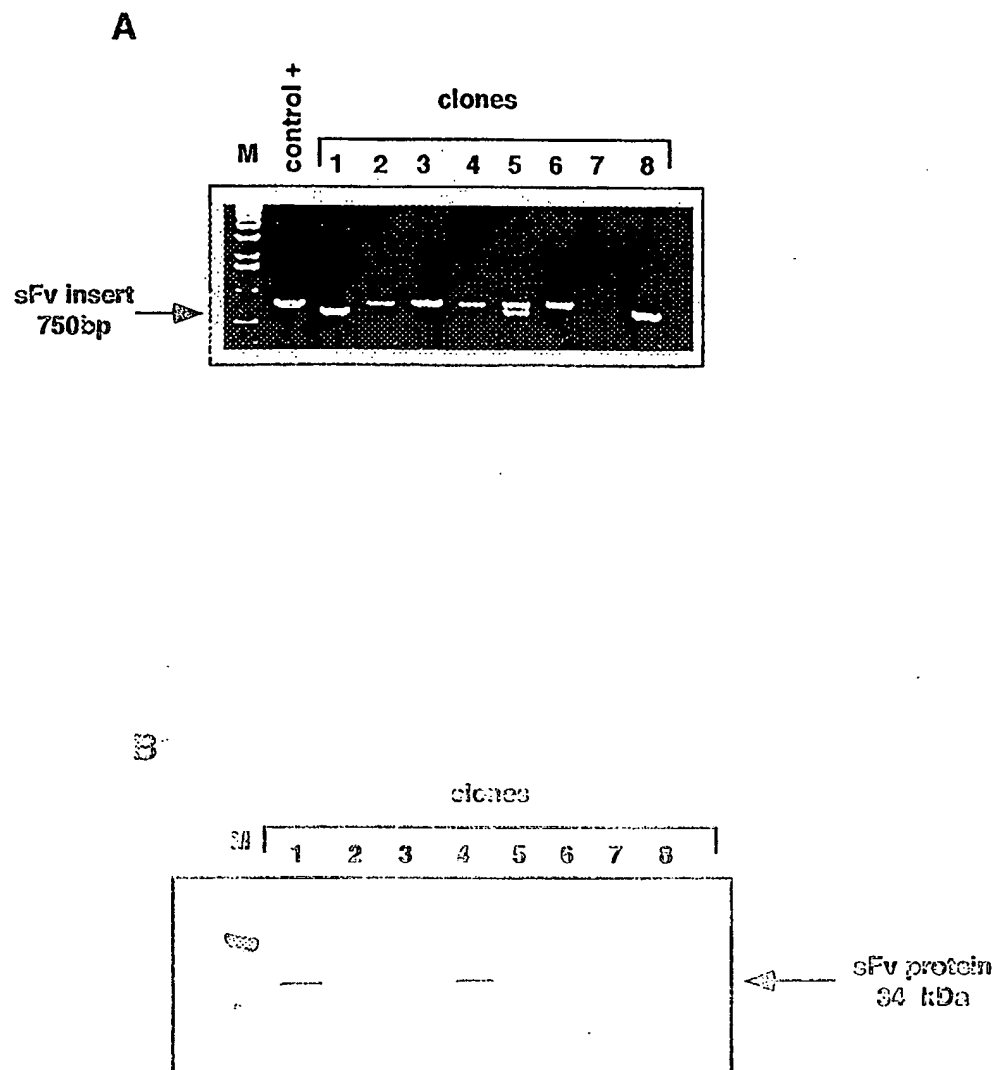 A
control +
clones
M
1 2 3 4 5 6 7 8
sFv insert
750bp
B
clones
M
1 2 3 4 5 6 7 8
sFv protein
34 kDa